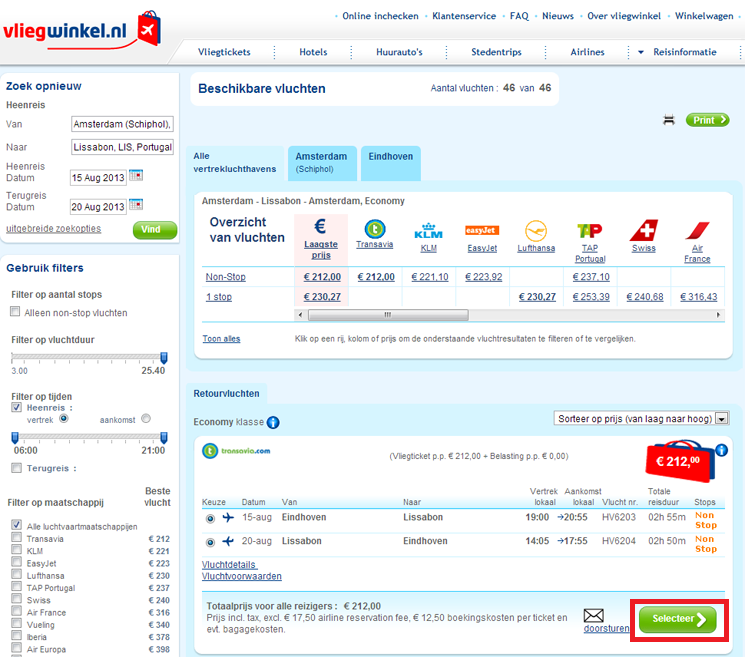 vliegwinkel.nl
Online inchecken Klantenservice FAQ Nieuws Over vliegwinkel Winkelwagen
Vliegtickets Hotels Huurauto's Stedentrips Airlines Reisinformatie
Zoek opnieuw
Heenreis
Van Amsterdam (Schiphol),
Naar Lissabon, LIS, Portugal
Heenreis
Datum 15 Aug 2013
Terugreis
Datum 20 Aug 2013
uitgebreide zoekopties Vind
Gebruik filters
Filter op aantal stops
Alleen non-stop vluchten
Filter op vluchtduur
3.00 25.40
Filter op tijden
Heenreis :
vertrek aankomst
06:00 21:00
Terugreis :
Filter op maatschappij Beste vlucht
Alle luchtvaartmaatschappijen
Transavia € 212
KLM € 221
EasyJet € 223
Lufthansa € 230
TAP Portugal € 237
Swiss € 240
Air France € 316
Vueling € 340
Iberia € 378
Air Europa € 398
Beschikbare vluchten Aantal vluchten : 46 van 46
Print
Alle vertrekluchthavens
Amsterdam (Schiphol)
Eindhoven
Amsterdam - Lissabon - Amsterdam, Economy
Overzicht van vluchten
€ easyJet TAP
Laagste prijs Transavia KLM EasyJet Lufthansa TAP Portugal Swiss Air France
Non-Stop € 212,00 € 212,00 € 221,10 € 223,92 € 237,10
1 stop € 230,27 € 230,27 € 253,39 € 240,68 € 316,43
Toon alles Klik op een rij, kolom of prijs om de onderstaande vluchtresultaten te filteren of te vergelijken.
Retourvluchten
Economy klasse Sorteer op prijs (van laag naar hoog)
transavia.com (Vliegticket p.p. € 212,00 + Belasting p.p. € 0,00) € 212,00
Keuze Datum Van Naar Vertrek lokaal Aankomst lokaal Vlucht nr. Totale reisduur Stops
15-aug Eindhoven Lissabon 19:00 20:55 HV6203 02h 55m Non Stop
20-aug Lissabon Eindhoven 14:05 17:55 HV6204 02h 50m Non Stop
Vluchtdetails
Vluchtvoorwaarden
Totaalprijs voor alle reizigers : € 212,00
Prijs incl. tax, excl. € 17,50 airline reservation fee, € 12,50 boekingskosten per ticket en
evt. bagagekosten.
doorsturen
Selecteer